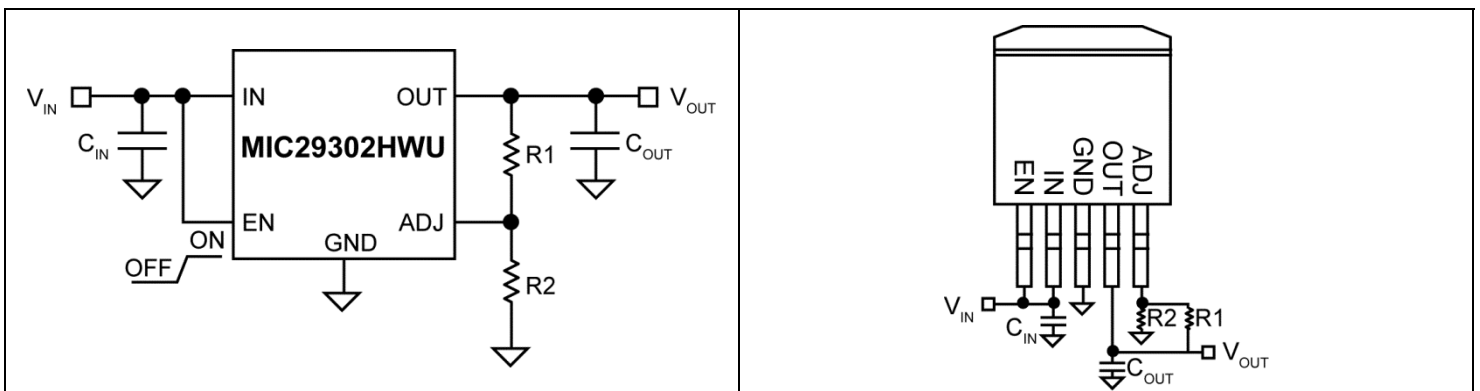 V_IN IN OUT V_OUT
C_IN MIC29302HWU R1 C_OUT
EN ADJ
ON GND
OFF R2
EN IN GND OUT ADJ
V_IN C_IN R2 R1
V_OUT
C_OUT